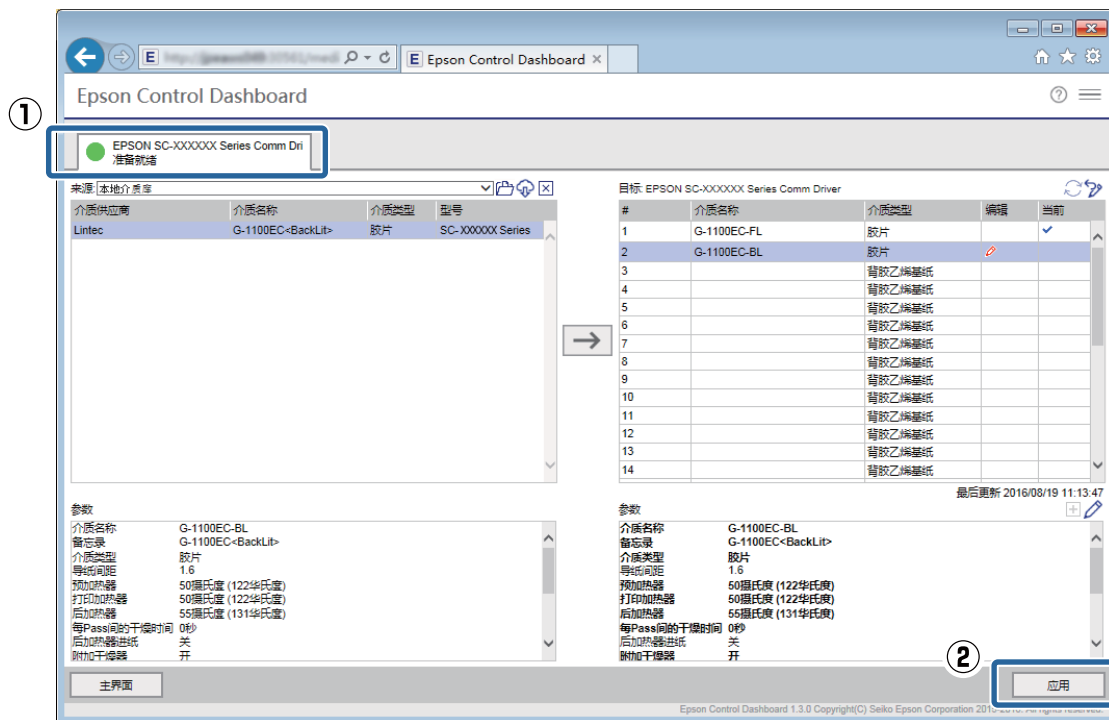 Epson Control Dashboard
Epson Control Dashboard
①
EPSON SC-XXXXXX Series Comm Dri
准备就绪
来源: 本地介质库
介质供应商 介质名称 介质类型 型号
Lintec G-1100EC<BackLit> 胶片 SC- XXXXXX Series
目标: EPSON SC-XXXXXX Series Comm Driver
# 介质名称 介质类型 编辑 当前
1 G-1100EC-FL 胶片
2 G-1100EC-BL 胶片
3 背胶乙烯基纸
4 背胶乙烯基纸
5 背胶乙烯基纸
6 背胶乙烯基纸
7 背胶乙烯基纸
8 背胶乙烯基纸
9 背胶乙烯基纸
10 背胶乙烯基纸
11 背胶乙烯基纸
12 背胶乙烯基纸
13 背胶乙烯基纸
14 背胶乙烯基纸
最后更新 2016/08/19 11:13:47
参数
介质名称 G-1100EC-BL
备忘录 G-1100EC<BackLit>
介质类型 胶片
导纸间距 1.6
预加热器 50摄氏度 (122华氏度)
打印加热器 50摄氏度 (122华氏度)
后加热器 55摄氏度 (131华氏度)
每Pass间的干燥时间 0秒
后加热器进纸 关
附加干燥器 开
参数
介质名称 G-1100EC-BL
备忘录 G-1100EC<BackLit>
介质类型 胶片
导纸间距 1.6
预加热器 50摄氏度 (122华氏度)
打印加热器 50摄氏度 (122华氏度)
后加热器 55摄氏度 (131华氏度)
每Pass间的干燥时间 0秒
后加热器进纸 关
附加干燥器 开
②
主界面
应用
Epson Control Dashboard 1.3.0 Copyright(C) Seiko Epson Corporation